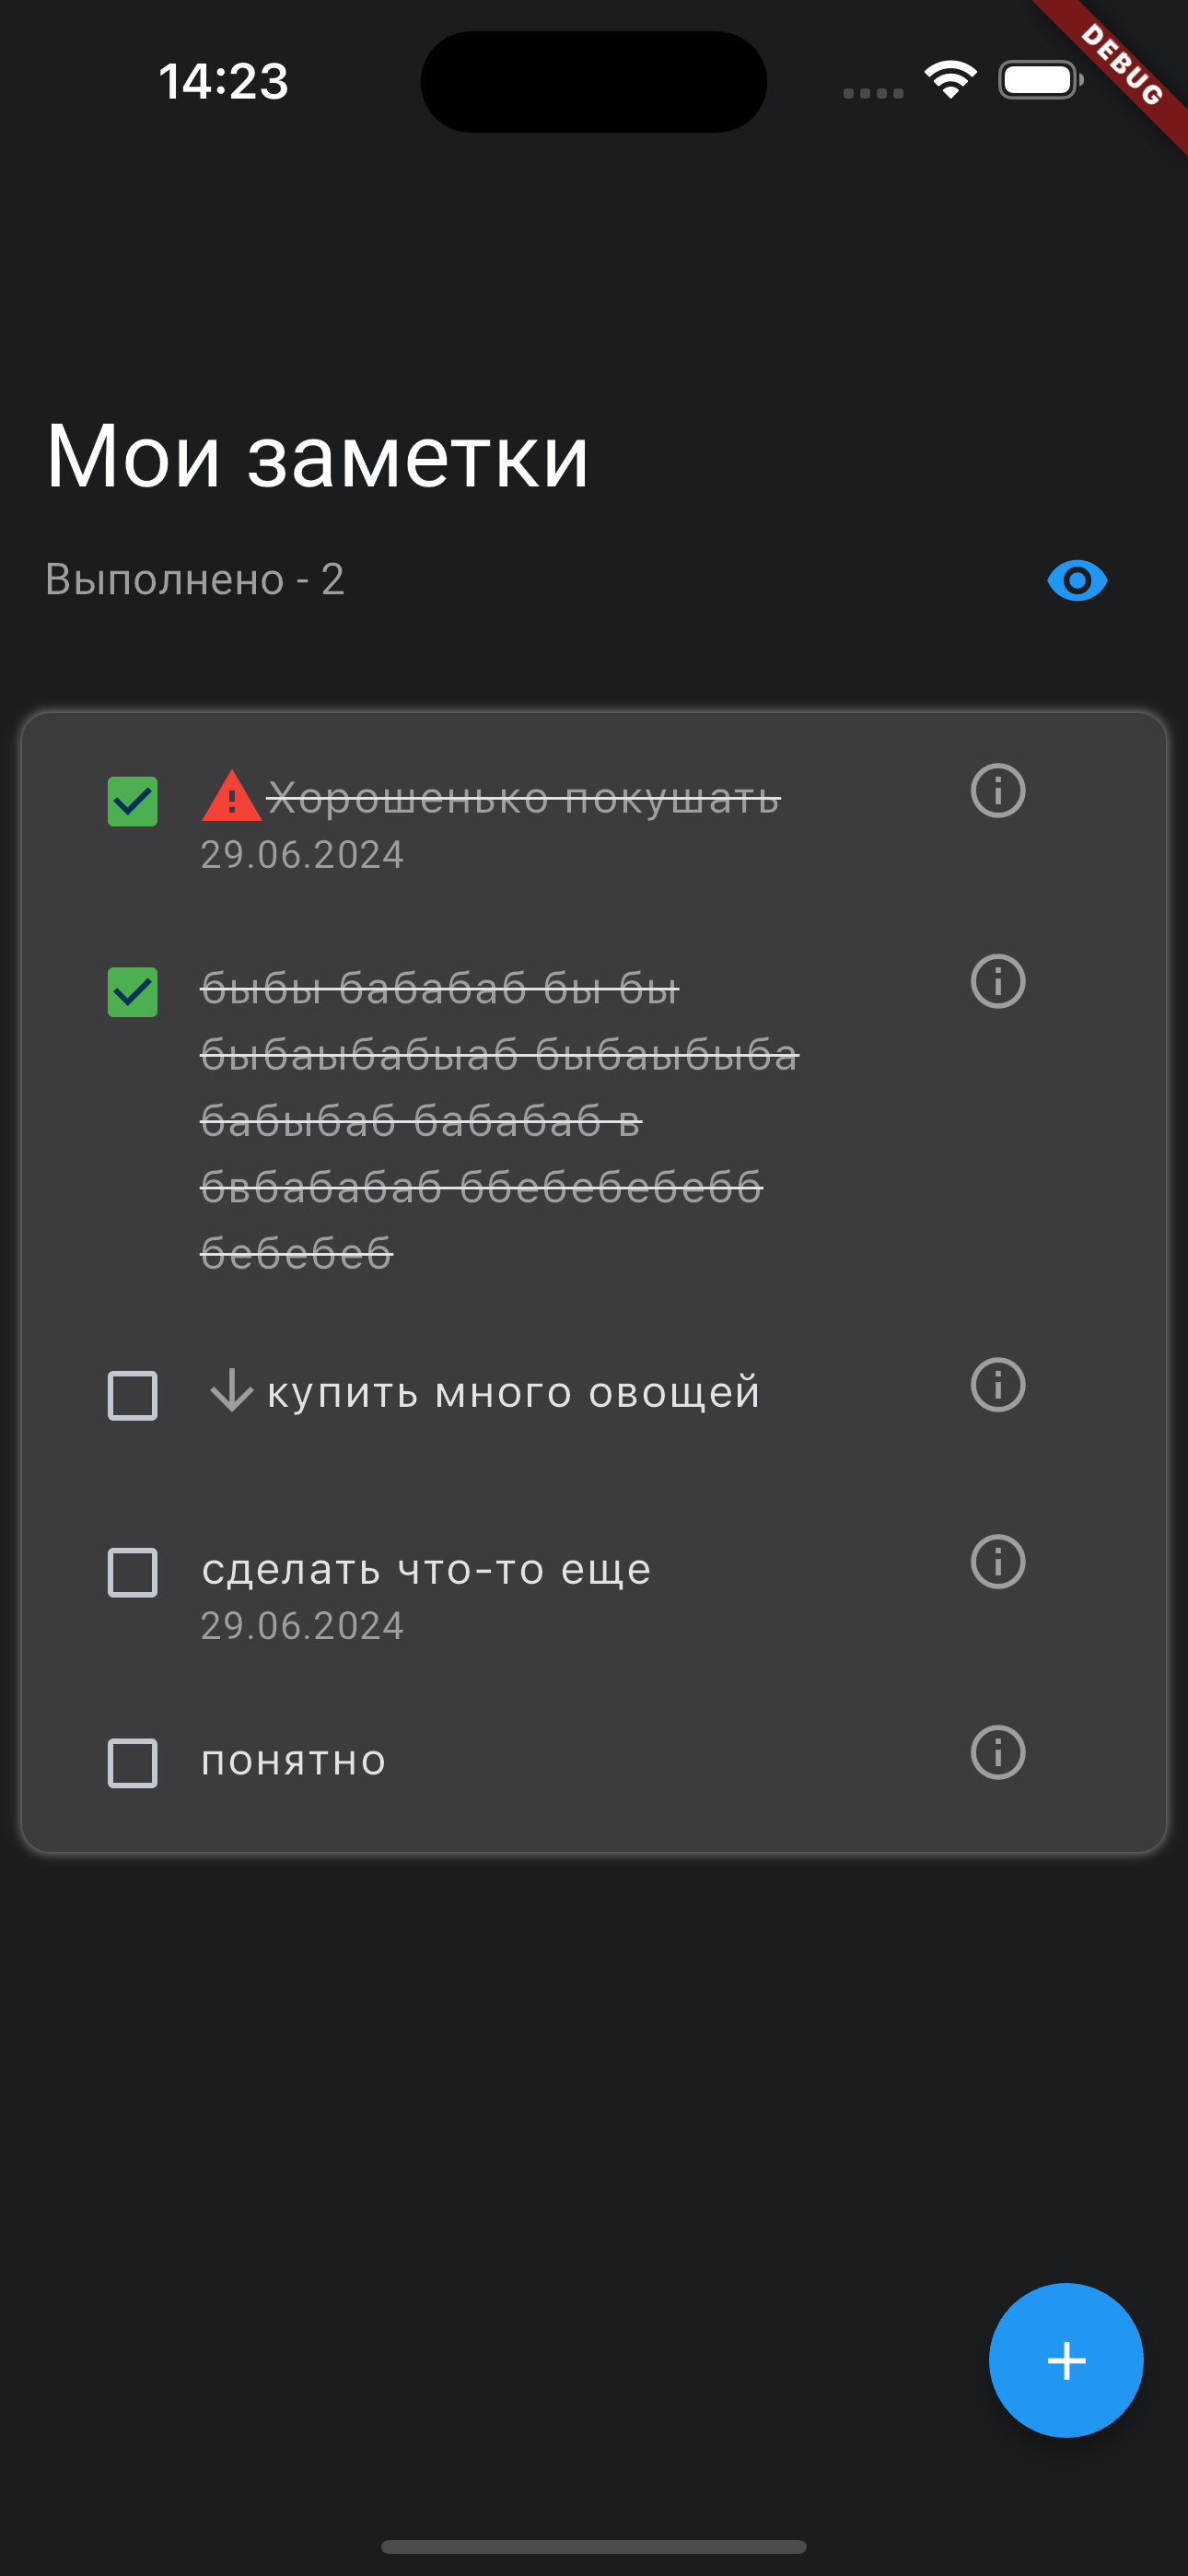 14:23
DEBUG
Мои заметки
Выполнено - 2
Хорошенько покушать
29.06.2024
быбы бабабаб бы бы
быбаыбабыаб быбаыбыба
бабыбаб бабабаб в
бвбабабаб ббебебебебб
бебебеб
купить много овощей
сделать что-то еще
29.06.2024
понятно